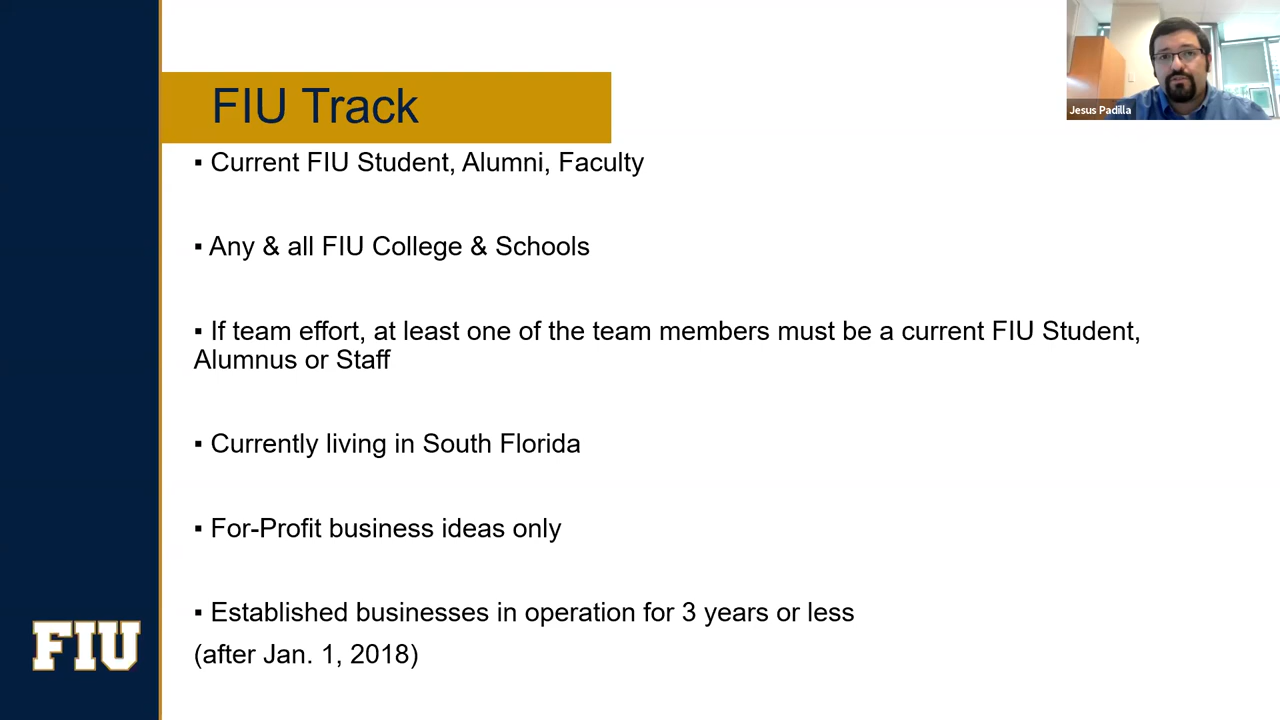 FIU Track
Jesus Padilla
▪ Current FIU Student, Alumni, Faculty
▪ Any & all FIU College & Schools
▪ If team effort, at least one of the team members must be a current FIU Student,
Alumnus or Staff
▪ Currently living in South Florida
▪ For-Profit business ideas only
▪ Established businesses in operation for 3 years or less
(after Jan. 1, 2018)
FIU